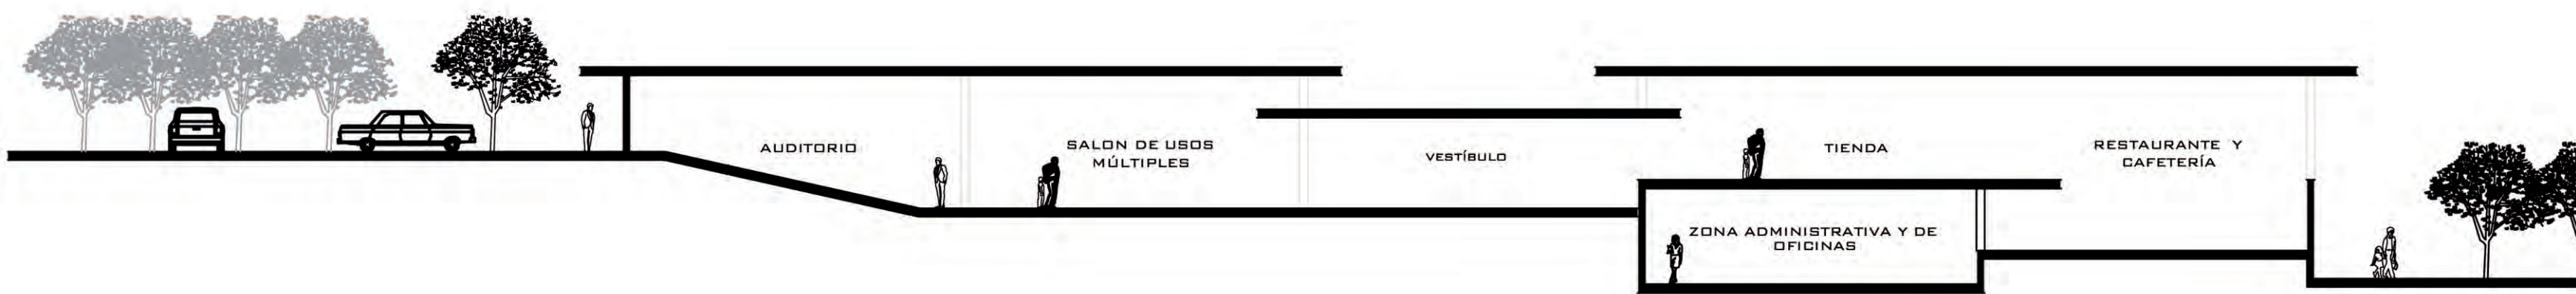 AUDITORIO
SALON DE USOS
MÚLTIPLES
VESTÍBULO
TIENDA
RESTAURANTE Y
CAFETERÍA
ZONA ADMINISTRATIVA Y DE
OFICINAS